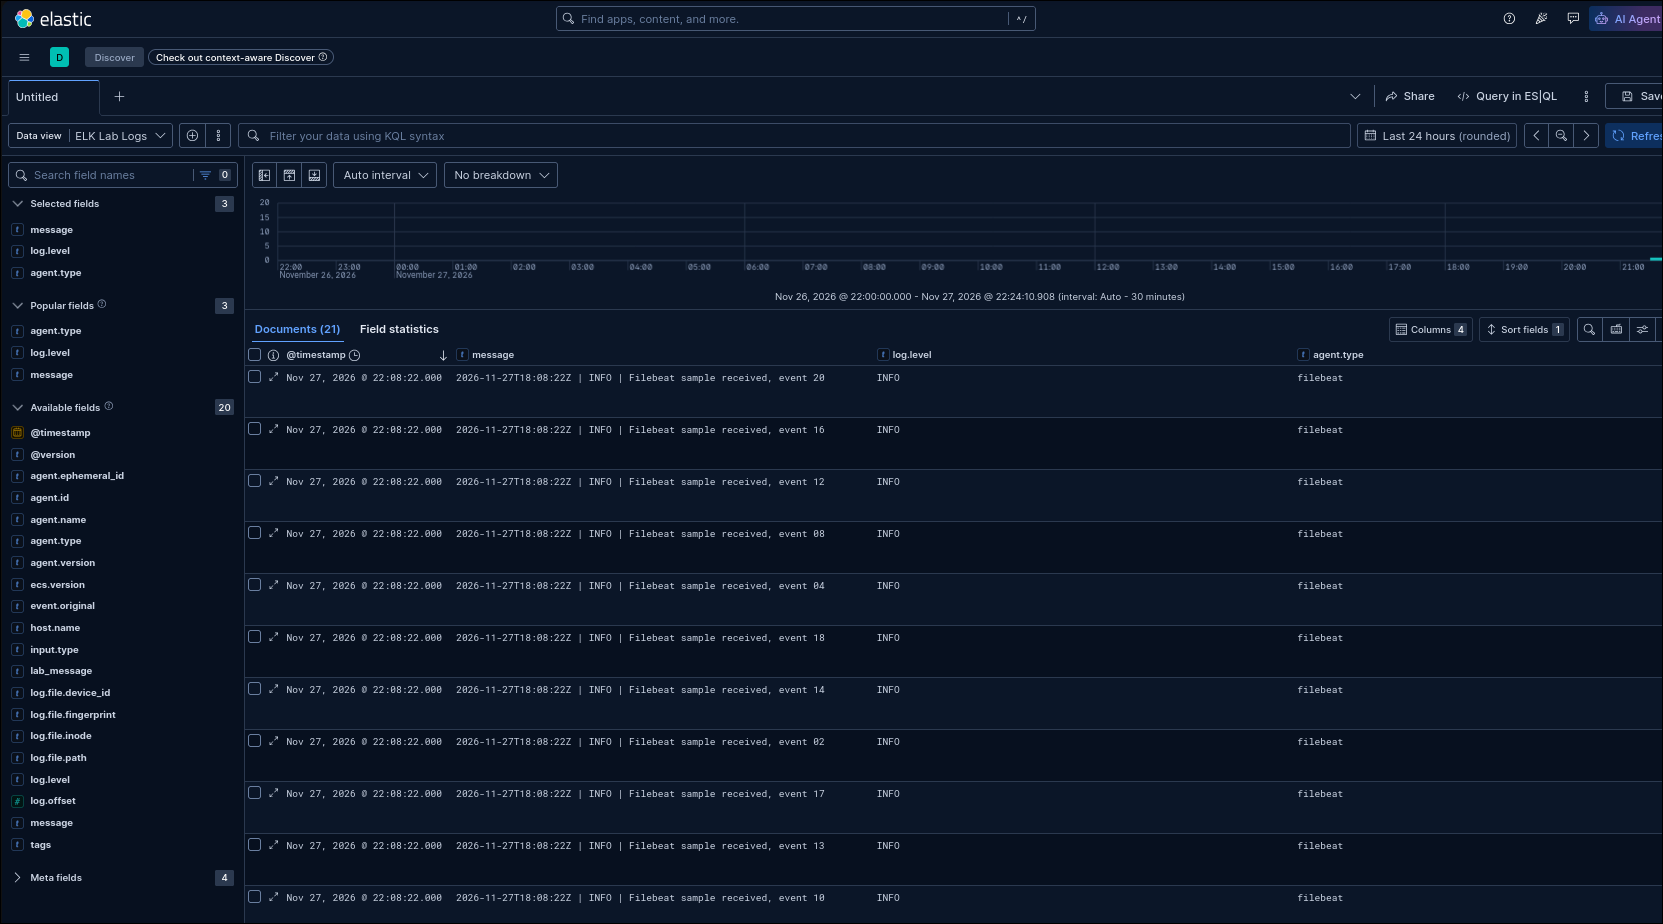 elastic
Find apps, content, and more.
^/
AI Agent
D
Discover
Check out context-aware Discover
Untitled
Share
Query in ES|QL
Save
Data view
ELK Lab Logs
Filter your data using KQL syntax
Last 24 hours (rounded)
Refres
Search field names
0
Auto interval
No breakdown
Selected fields
3
message
log.level
agent.type
Popular fields
3
agent.type
log.level
message
Available fields
20
@timestamp
@version
agent.ephemeral_id
agent.id
agent.name
agent.type
agent.version
ecs.version
event.original
host.name
input.type
lab_message
log.file.device_id
log.file.fingerprint
log.file.inode
log.file.path
log.level
log.offset
message
tags
Meta fields
4
20
15
10
5
0
22:00 23:00 00:00 01:00 02:00 03:00 04:00 05:00 06:00 07:00 08:00 09:00 10:00 11:00 12:00 13:00 14:00 15:00 16:00 17:00 18:00 19:00 20:00 21:00
November 26, 2026 November 27, 2026
Nov 26, 2026 @ 22:00:00.000 - Nov 27, 2026 @ 22:24:10.908 (interval: Auto - 30 minutes)
Documents (21)
Field statistics
Columns 4
Sort fields 1
@timestamp message log.level agent.type
Nov 27, 2026 @ 22:08:22.000 2026-11-27T18:08:22Z | INFO | Filebeat sample received, event 20 INFO filebeat
Nov 27, 2026 @ 22:08:22.000 2026-11-27T18:08:22Z | INFO | Filebeat sample received, event 16 INFO filebeat
Nov 27, 2026 @ 22:08:22.000 2026-11-27T18:08:22Z | INFO | Filebeat sample received, event 12 INFO filebeat
Nov 27, 2026 @ 22:08:22.000 2026-11-27T18:08:22Z | INFO | Filebeat sample received, event 08 INFO filebeat
Nov 27, 2026 @ 22:08:22.000 2026-11-27T18:08:22Z | INFO | Filebeat sample received, event 04 INFO filebeat
Nov 27, 2026 @ 22:08:22.000 2026-11-27T18:08:22Z | INFO | Filebeat sample received, event 18 INFO filebeat
Nov 27, 2026 @ 22:08:22.000 2026-11-27T18:08:22Z | INFO | Filebeat sample received, event 14 INFO filebeat
Nov 27, 2026 @ 22:08:22.000 2026-11-27T18:08:22Z | INFO | Filebeat sample received, event 02 INFO filebeat
Nov 27, 2026 @ 22:08:22.000 2026-11-27T18:08:22Z | INFO | Filebeat sample received, event 17 INFO filebeat
Nov 27, 2026 @ 22:08:22.000 2026-11-27T18:08:22Z | INFO | Filebeat sample received, event 13 INFO filebeat
Nov 27, 2026 @ 22:08:22.000 2026-11-27T18:08:22Z | INFO | Filebeat sample received, event 10 INFO filebeat